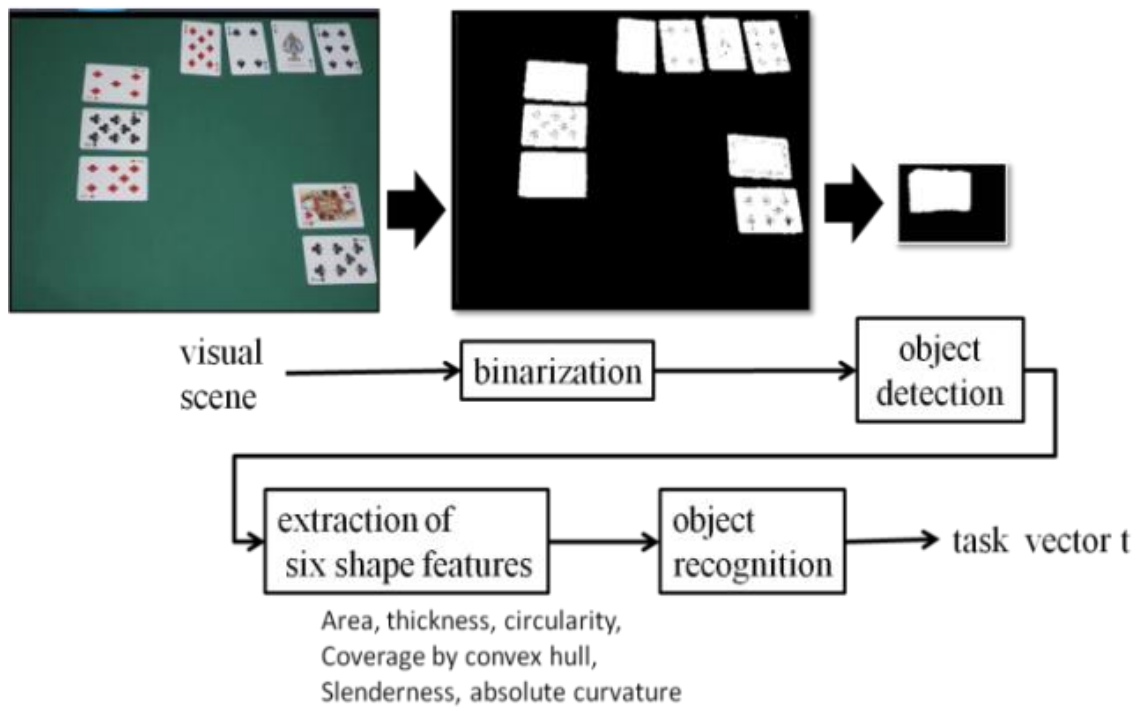 visual
scene
binarization
object
detection
extraction of
six shape features
object
recognition
task vector t
Area, thickness, circularity,
Coverage by convex hull,
Slenderness, absolute curvature